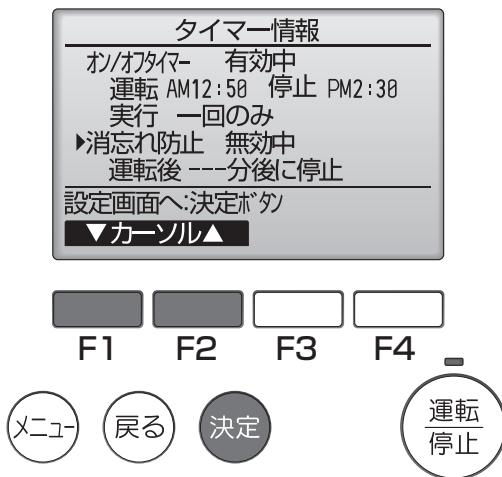 タイマー情報
オン/オフタイマー 有効中
運転 AM12:50 停止 PM2:30
実行 一回のみ
▶消忘れ防止 無効中
運転後 ---分後に停止
設定画面へ:決定ボタン
▼カーソル▲
F1 F2 F3 F4
メニュー 戻る 決定 運転
停止